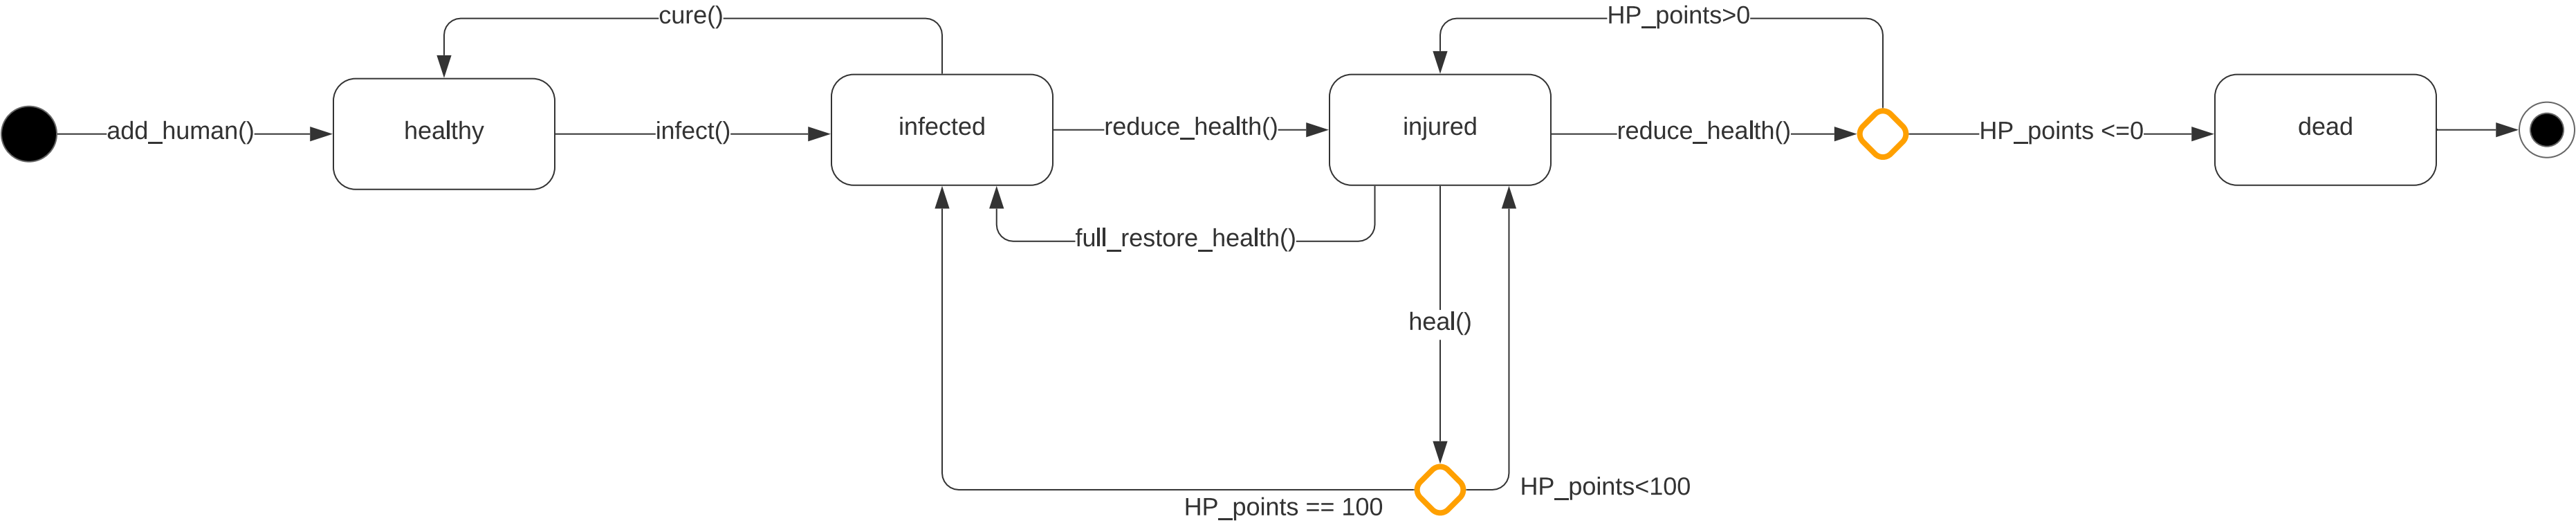 cure()
HP_points>0
add_human()
healthy
infect()
infected
reduce_health()
injured
reduce_health()
HP_points <=0
dead
full_restore_health()
heal()
HP_points == 100
HP_points<100